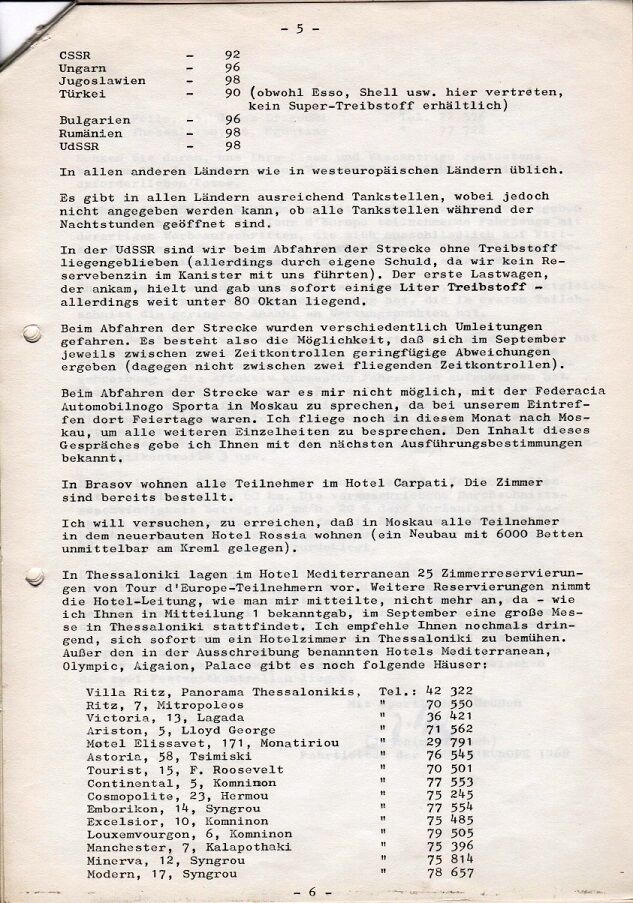 - 5 -
CSSR - 92
Ungarn - 96
Jugoslawien - 98
Türkei - 90 (obwohl Esso, Shell usw. hier vertreten,
kein Super-Treibstoff erhältlich)
Bulgarien - 96
Rumänien - 98
UdSSR - 98
In allen anderen Ländern wie in westeuropäischen Ländern üblich.
Es gibt in allen Ländern ausreichend Tankstellen, wobei jedoch
nicht angegeben werden kann, ob alle Tankstellen während der
Nachtstunden geöffnet sind.
In der UdSSR sind wir beim Abfahren der Strecke ohne Treibstoff
liegengeblieben (allerdings durch eigene Schuld, da wir kein Re-
servebenzin im Kanister mit uns führten). Der erste Lastwagen,
der ankam, hielt und gab uns sofort einige Liter Treibstoff -
allerdings weit unter 80 Oktan liegend.
Beim Abfahren der Strecke wurden verschiedentlich Umleitungen
gefahren. Es besteht also die Möglichkeit, daß sich im September
jeweils zwischen zwei Zeitkontrollen geringfügige Abweichungen
ergeben (dagegen nicht zwischen zwei fliegenden Zeitkontrollen).
Beim Abfahren der Strecke war es mir nicht möglich, mit der Federacia
Automobilnogo Sporta in Moskau zu sprechen, da bei unserem Eintref-
fen dort Feiertage waren. Ich fliege noch in diesem Monat nach Mos-
kau, um alle weiteren Einzelheiten zu besprechen. Den Inhalt dieses
Gespräches gebe ich Ihnen mit den nächsten Ausführungsbestimmungen
bekannt.
In Brasov wohnen alle Teilnehmer im Hotel Carpati. Die Zimmer
sind bereits bestellt.
Ich will versuchen, zu erreichen, daß in Moskau alle Teilnehmer
in dem neuerbauten Hotel Rossia wohnen (ein Neubau mit 6000 Betten
unmittelbar am Kreml gelegen).
In Thessaloniki lagen im Hotel Mediterranean 25 Zimmerreservierun-
gen von Tour d'Europe-Teilnehmern vor. Weitere Reservierungen nimmt
die Hotel-Leitung, wie man mir mitteilte, nicht mehr an, da - wie
ich Ihnen in Mitteilung 1 bekanntgab, im September eine große Mes-
se in Thessaloniki stattfindet. Ich empfehle Ihnen nochmals drin-
gend, sich sofort um ein Hotelzimmer in Thessaloniki zu bemühen.
Außer den in der Ausschreibung benannten Hotels Mediterranean,
Olympic, Aigaion, Palace gibt es noch folgende Häuser:
Villa Ritz, Panorama Thessalonikis, Tel.: 42 322
Ritz, 7, Mitropoleos " 70 550
Victoria, 13, Lagada " 36 421
Ariston, 5, Lloyd George " 71 562
Motel Elissavet, 171, Monatiriou " 29 791
Astoria, 58, Tsimiski " 76 545
Tourist, 15, F. Roosevelt " 70 501
Continental, 5, Komninon " 77 553
Cosmopolite, 23, Hermou " 75 245
Emborikon, 14, Syngrou " 77 554
Excelsior, 10, Komninon " 75 485
Louxemvourgon, 6, Komninon " 79 505
Manchester, 7, Kalapothaki " 75 396
Minerva, 12, Syngrou " 75 814
Modern, 17, Syngrou " 78 657
- 6 -